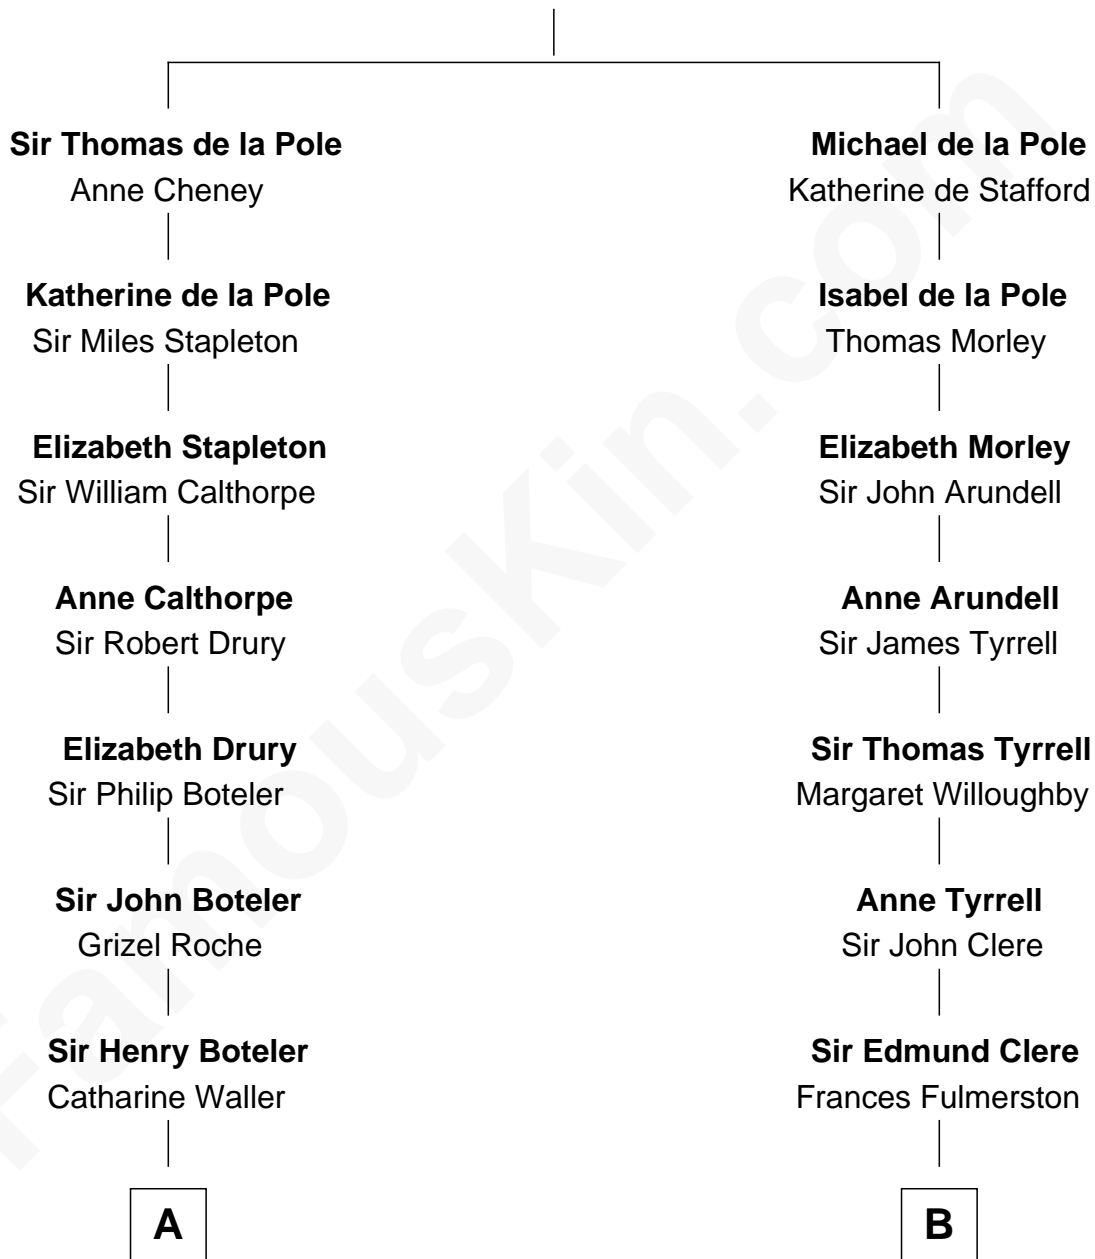 Sir Thomas de la Pole
Anne Cheney
Michael de la Pole
Katherine de Stafford
Katherine de la Pole
Sir Miles Stapleton
Isabel de la Pole
Thomas Morley
Elizabeth Stapleton
Sir William Calthorpe
Elizabeth Morley
Sir John Arundell
Anne Calthorpe
Sir Robert Drury
Anne Arundell
Sir James Tyrrell
Elizabeth Drury
Sir Philip Boteler
Sir Thomas Tyrrell
Margaret Willoughby
Sir John Boteler
Grizel Roche
Anne Tyrrell
Sir John Clere
Sir Henry Boteler
Catharine Waller
Sir Edmund Clere
Frances Fulmerston
A
B
FamousKin.com